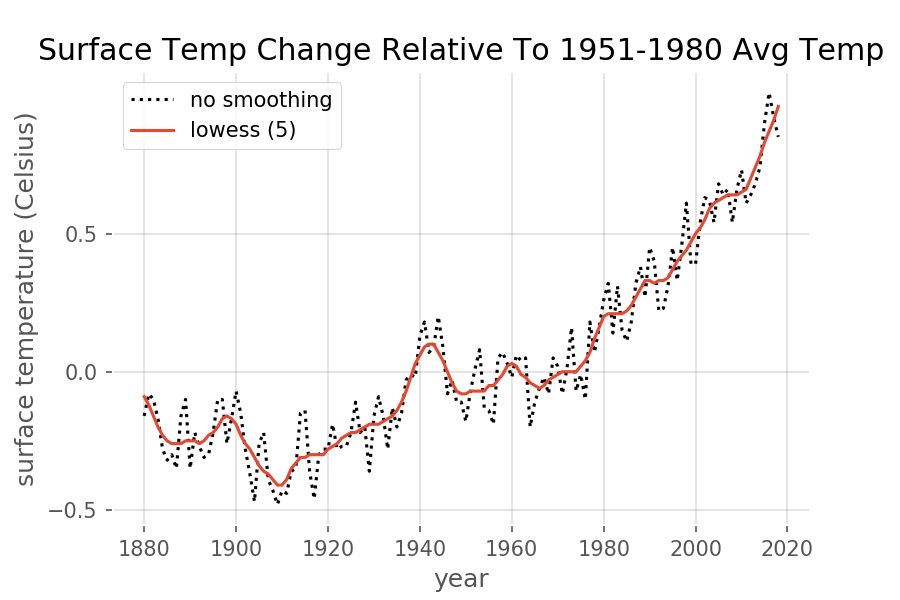 Surface Temp Change Relative To 1951-1980 Avg Temp
no smoothing
lowess (5)
surface temperature (Celsius)
0.5
0.0
−0.5
1880 1900 1920 1940 1960 1980 2000 2020
year